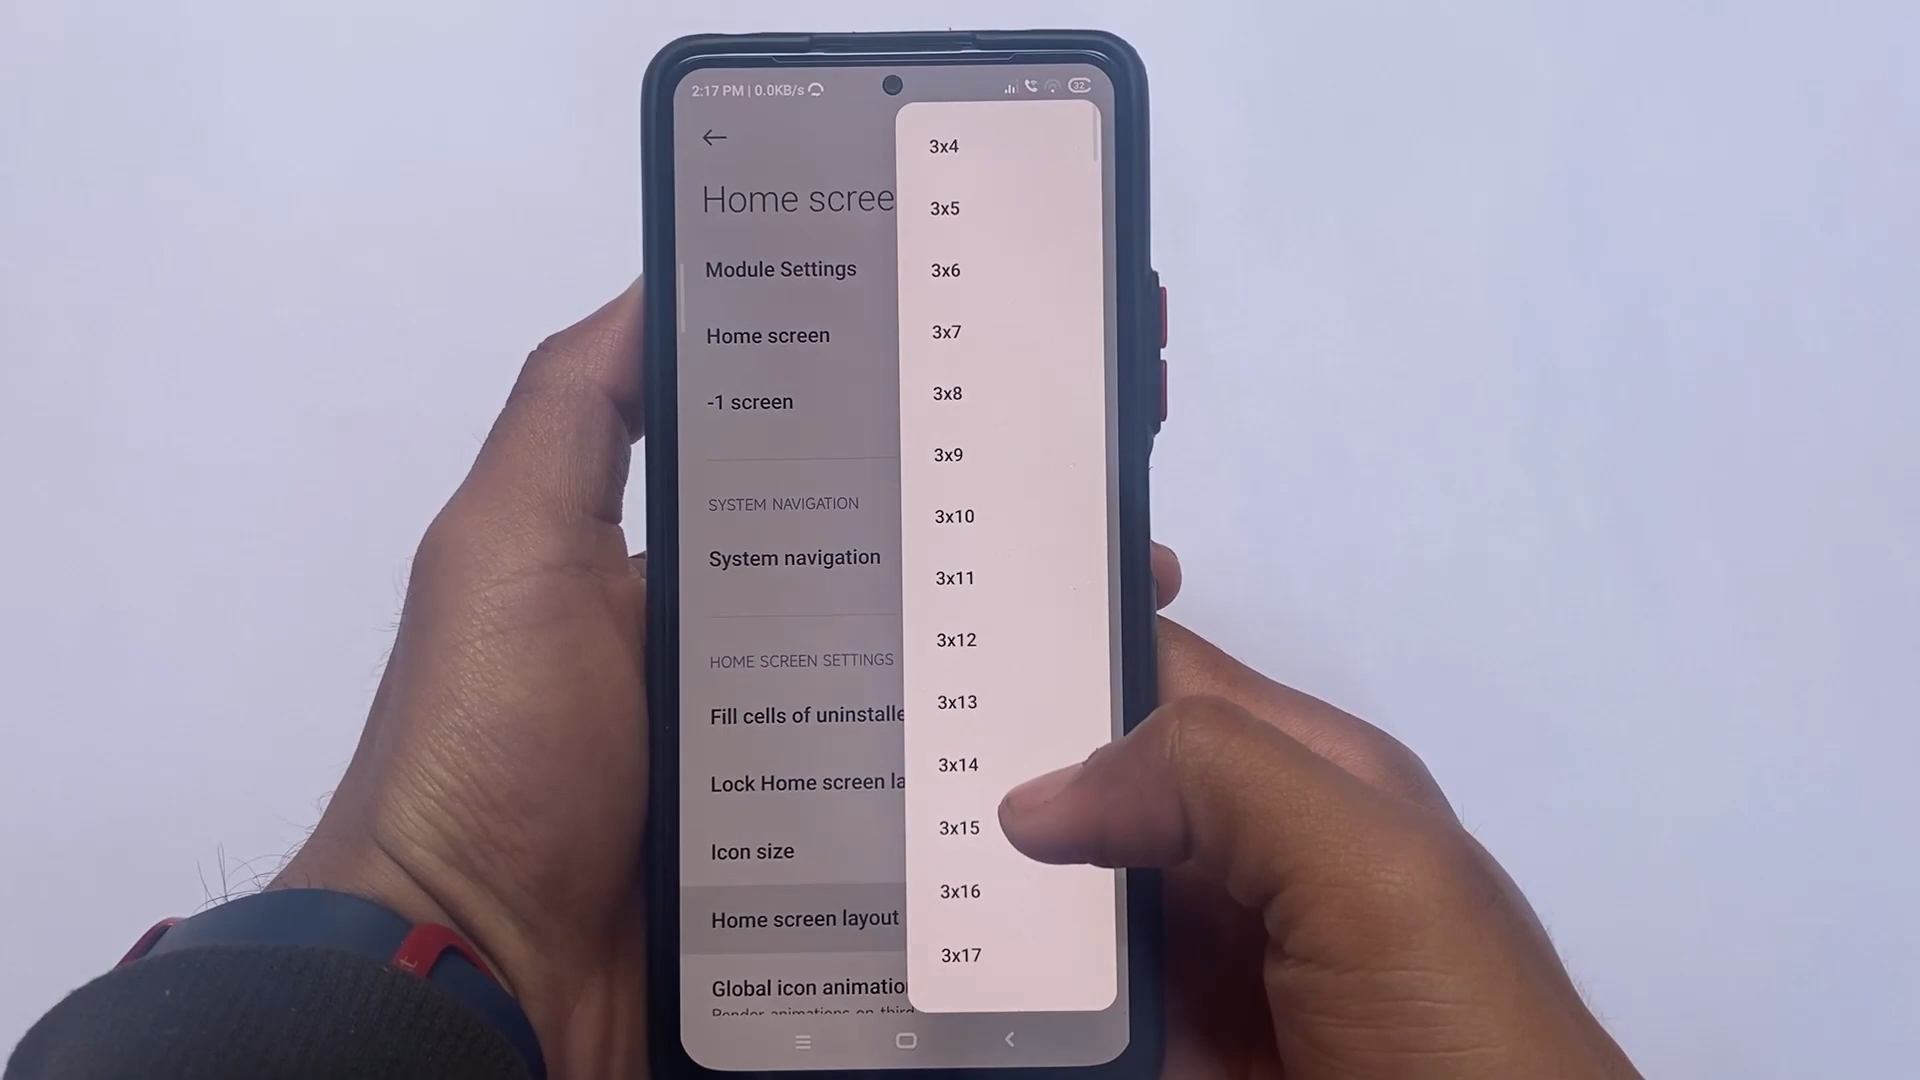 2:17 PM | 0.0KB/s
32
Home scree
Module Settings
Home screen
-1 screen
SYSTEM NAVIGATION
System navigation
HOME SCREEN SETTINGS
Fill cells of uninstalle
Lock Home screen la
Icon size
Home screen layout
Global icon animatio
Render animations on third
3x4
3x5
3x6
3x7
3x8
3x9
3x10
3x11
3x12
3x13
3x14
3x15
3x16
3x17